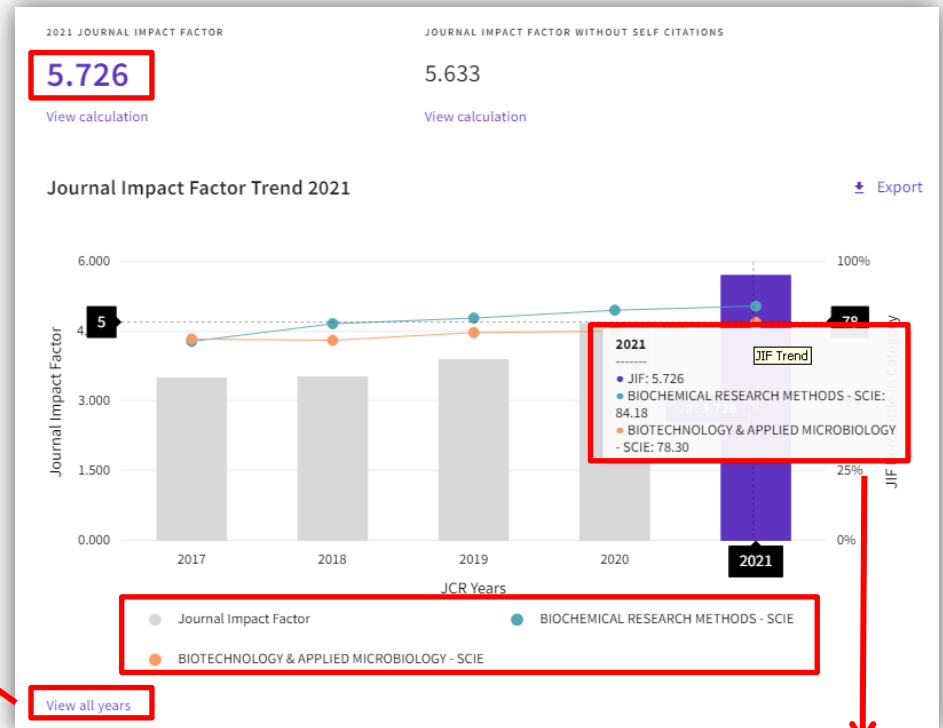 2021 JOURNAL IMPACT FACTOR
JOURNAL IMPACT FACTOR WITHOUT SELF CITATIONS
5.726
5.633
View calculation
View calculation
Journal Impact Factor Trend 2021
Export
6.000
100%
5
78
4.
Journal Impact Factor
3.000
1.500
0.000
2021
JIF Trend
JIF: 5.726
BIOCHEMICAL RESEARCH METHODS - SCIE:
84.18
BIOTECHNOLOGY & APPLIED MICROBIOLOGY
- SCIE: 78.30
25%
0%
JIF
2017
2018
2019
2020
2021
JCR Years
Journal Impact Factor
BIOCHEMICAL RESEARCH METHODS - SCIE
BIOTECHNOLOGY & APPLIED MICROBIOLOGY - SCIE
View all years